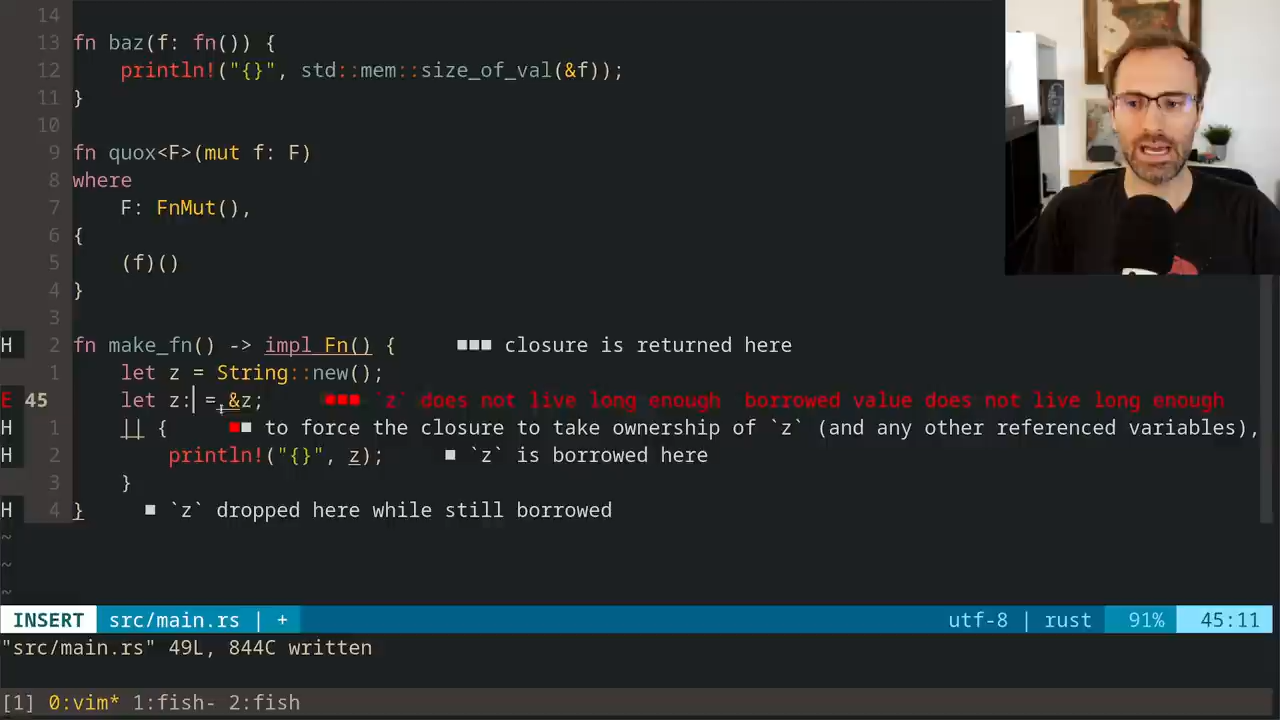 14
13 fn baz(f: fn()) {
12     println!("{}", std::mem::size_of_val(&f));
11 }
10
9 fn quox<F>(mut f: F)
8 where
7     F: FnMut(),
6 {
5     (f)()
4 }
3
H 2 fn make_fn() -> impl Fn() {     ■■■ closure is returned here
1     let z = String::new();
E 45     let z: = &z;     ■■■ `z` does not live long enough  borrowed value does not live long enough
H 1     || {     ■■ to force the closure to take ownership of `z` (and any other referenced variables),
H 2         println!("{}", z);     ■ `z` is borrowed here
3     }
H 4 }     ■ `z` dropped here while still borrowed
~
~
~
INSERT src/main.rs | + utf-8 | rust 91% 45:11
"src/main.rs" 49L, 844C written
[1] 0:vim* 1:fish- 2:fish